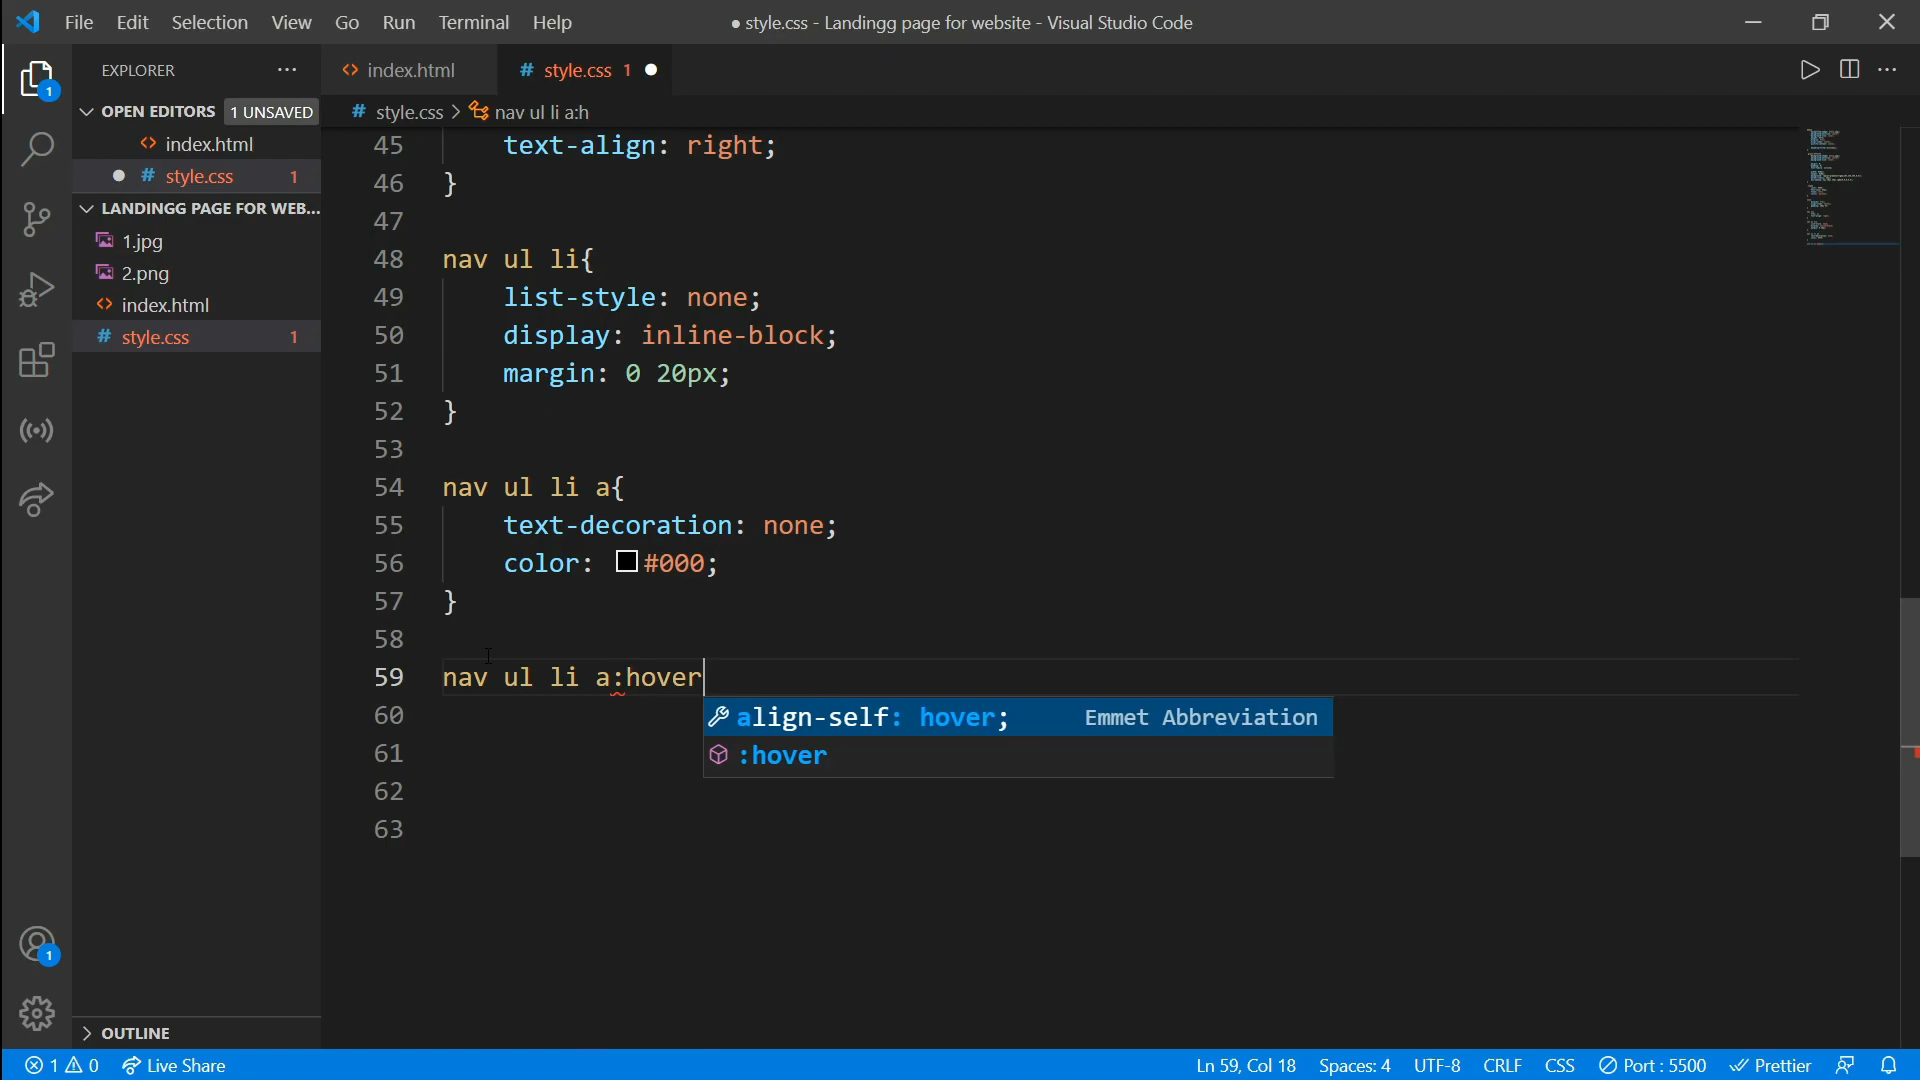 File Edit Selection View Go Run Terminal Help
● style.css - Landingg page for website - Visual Studio Code
EXPLORER
index.html
style.css 1
OPEN EDITORS 1 UNSAVED
style.css > nav ul li a:h
index.html
style.css 1
LANDINGG PAGE FOR WEB...
1.jpg
2.png
index.html
style.css 1
45 text-align: right;
46 }
47
48 nav ul li{
49 list-style: none;
50 display: inline-block;
51 margin: 0 20px;
52 }
53
54 nav ul li a{
55 text-decoration: none;
56 color: #000;
57 }
58
59 nav ul li a:hover
60 align-self: hover; Emmet Abbreviation
61 :hover
62
63
1
1
OUTLINE
1 0 Live Share
Ln 59, Col 18 Spaces: 4 UTF-8 CRLF CSS Port : 5500 Prettier